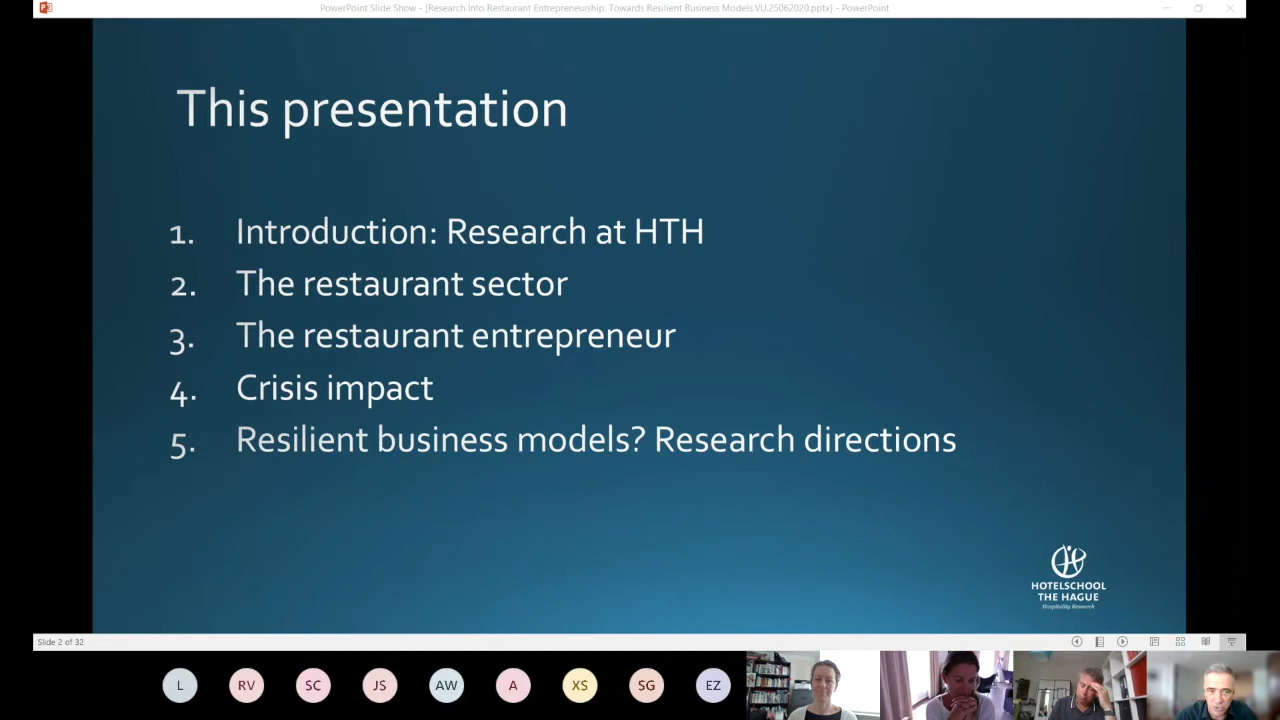 PowerPoint Slide Show - [Research Into Restaurant Entrepreneurship. Towards Resilient Business Models.VU.25062020.pptx] - PowerPoint
This presentation
1. Introduction: Research at HTH
2. The restaurant sector
3. The restaurant entrepreneur
4. Crisis impact
5. Resilient business models? Research directions
HOTELSCHOOL
THE HAGUE
Hospitality Research
Slide 2 of 32
L RV SC JS AW A XS SG EZ